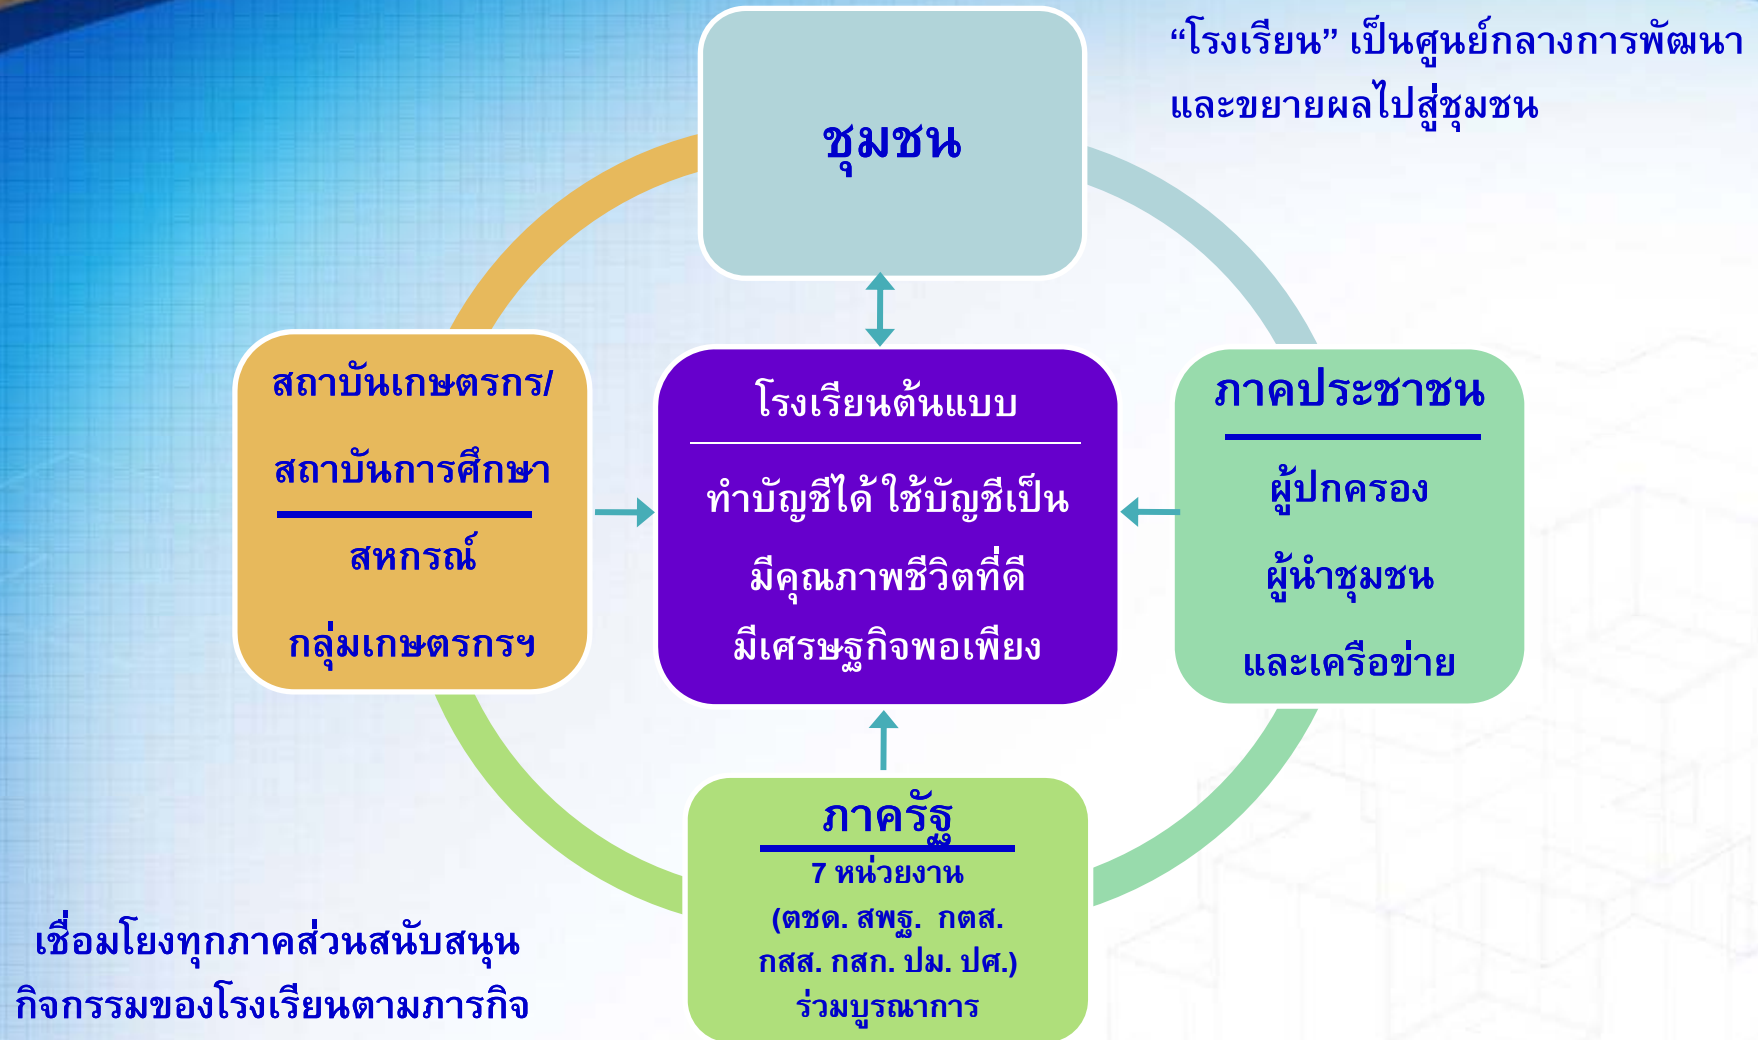 “โรงเรียน” เป็นศูนย์กลางการพัฒนา
และขยายผลไปสู่ชุมชน
ชุมชน
สถาบันเกษตรกร/
สถาบันการศึกษา
สหกรณ์
กลุ่มเกษตรกรฯ
โรงเรียนต้นแบบ
ทำบัญชีได้ ใช้บัญชีเป็น
มีคุณภาพชีวิตที่ดี
มีเศรษฐกิจพอเพียง
ภาคประชาชน
ผู้ปกครอง
ผู้นำชุมชน
และเครือข่าย
ภาครัฐ
7 หน่วยงาน
(ตชด. สพฐ. กตส.
กสส. กสก. ปม. ปศ.)
ร่วมบูรณาการ
เชื่อมโยงทุกภาคส่วนสนับสนุน
กิจกรรมของโรงเรียนตามภารกิจ